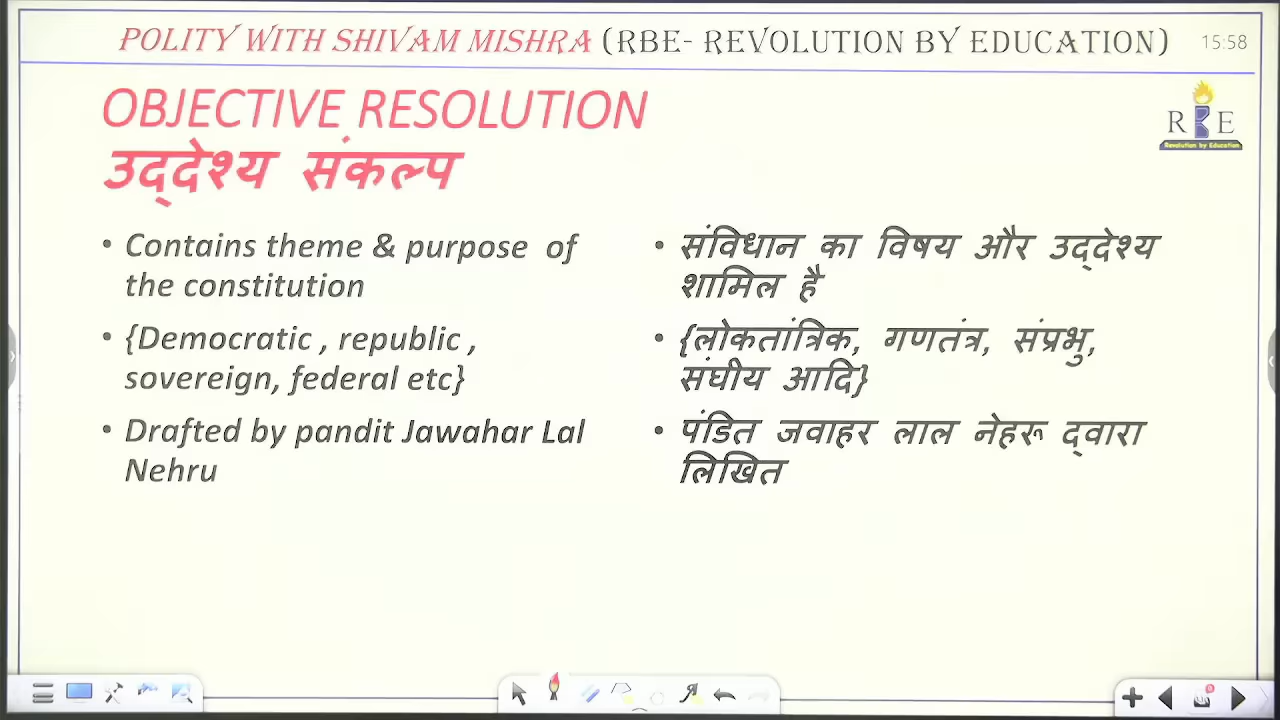 POLITY WITH SHIVAM MISHRA (RBE- REVOLUTION BY EDUCATION)
15:58
OBJECTIVE RESOLUTION
उद्देश्य संकल्प
R B E
Revolution by Education
• Contains theme & purpose of
the constitution
• {Democratic , republic ,
sovereign, federal etc}
• Drafted by pandit Jawahar Lal
Nehru
• संविधान का विषय और उद्देश्य
शामिल है
• {लोकतांत्रिक, गणतंत्र, संप्रभु,
संघीय आदि}
• पंडित जवाहर लाल नेहरू द्वारा
लिखित